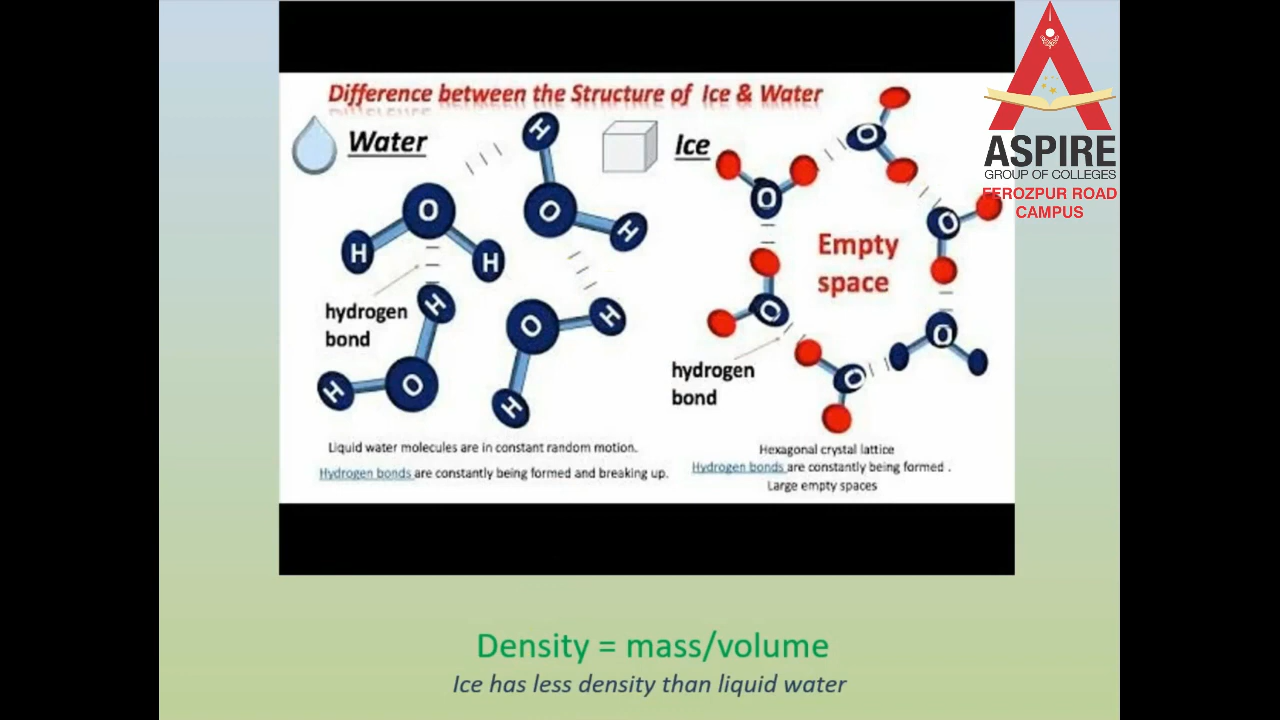 Difference between the Structure of Ice & Water
Water
H
O
H
H
O
H
H
hydrogen
bond
H
O
O
H
H
H
Ice
O
O
O
O
O
O
Empty
space
hydrogen
bond
Liquid water molecules are in constant random motion.
Hydrogen bonds are constantly being formed and breaking up.
Hexagonal crystal lattice
Hydrogen bonds are constantly being formed .
Large empty spaces
ASPIRE
GROUP OF COLLEGES
FEROZPUR ROAD
CAMPUS
Density = mass/volume
Ice has less density than liquid water